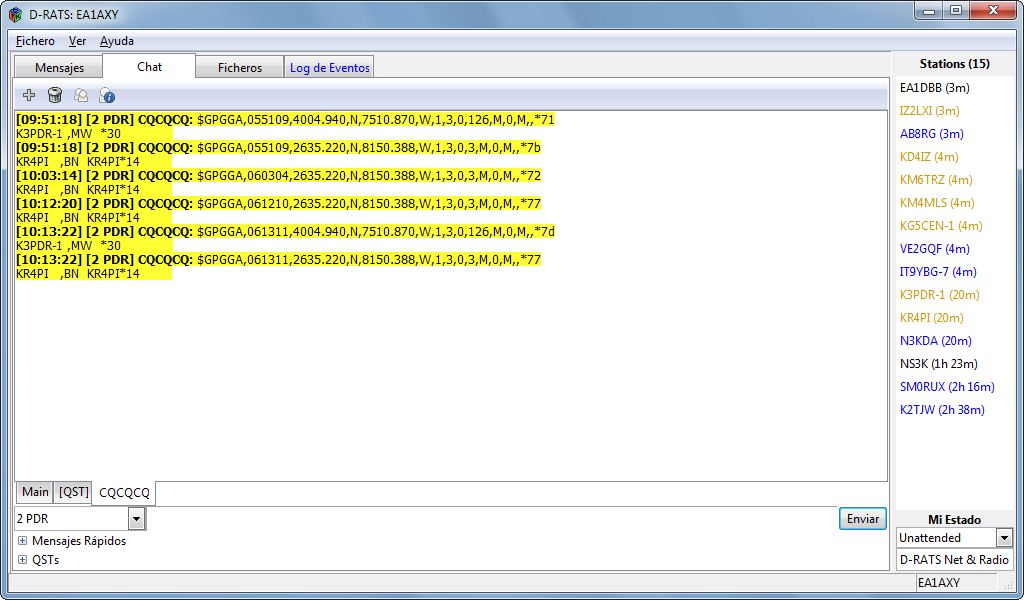 D-RATS: EA1AXY
Fichero Ver Ayuda
Mensajes Chat Ficheros Log de Eventos
[09:51:18] [2 PDR] CQCQCQ: $GPGGA,055109,4004.940,N,7510.870,W,1,3,0,126,M,0,M,,*71
K3PDR-1 ,MW *30
[09:51:18] [2 PDR] CQCQCQ: $GPGGA,055109,2635.220,N,8150.388,W,1,3,0,3,M,0,M,,*7b
KR4PI ,BN KR4PI*14
[10:03:14] [2 PDR] CQCQCQ: $GPGGA,060304,2635.220,N,8150.388,W,1,3,0,3,M,0,M,,*72
KR4PI ,BN KR4PI*14
[10:12:20] [2 PDR] CQCQCQ: $GPGGA,061210,2635.220,N,8150.388,W,1,3,0,3,M,0,M,,*77
KR4PI ,BN KR4PI*14
[10:13:22] [2 PDR] CQCQCQ: $GPGGA,061311,4004.940,N,7510.870,W,1,3,0,126,M,0,M,,*7d
K3PDR-1 ,MW *30
[10:13:22] [2 PDR] CQCQCQ: $GPGGA,061311,2635.220,N,8150.388,W,1,3,0,3,M,0,M,,*77
KR4PI ,BN KR4PI*14
Main [QST] CQCQCQ
2 PDR
Enviar
Mensajes Rápidos
QSTs
Stations (15)
EA1DBB (3m)
IZ2LXI (3m)
AB8RG (3m)
KD4IZ (4m)
KM6TRZ (4m)
KM4MLS (4m)
KG5CEN-1 (4m)
VE2GQF (4m)
IT9YBG-7 (4m)
K3PDR-1 (20m)
KR4PI (20m)
N3KDA (20m)
NS3K (1h 23m)
SM0RUX (2h 16m)
K2TJW (2h 38m)
Mi Estado
Unattended
D-RATS Net & Radio
EA1AXY